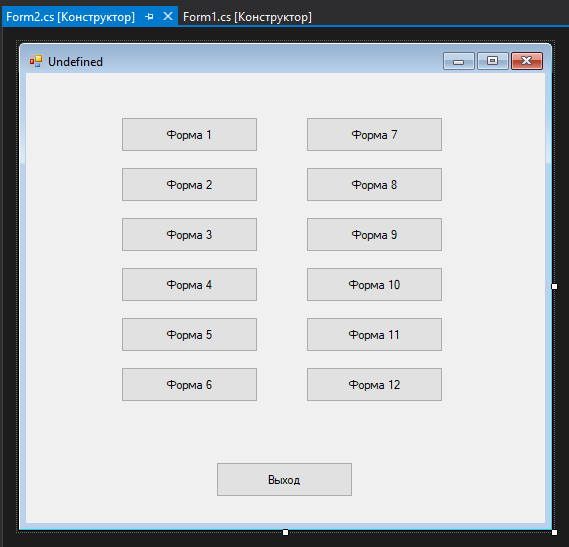 Form2.cs [Конструктор] Form1.cs [Конструктор]
Undefined
Форма 1 Форма 7
Форма 2 Форма 8
Форма 3 Форма 9
Форма 4 Форма 10
Форма 5 Форма 11
Форма 6 Форма 12
Выход